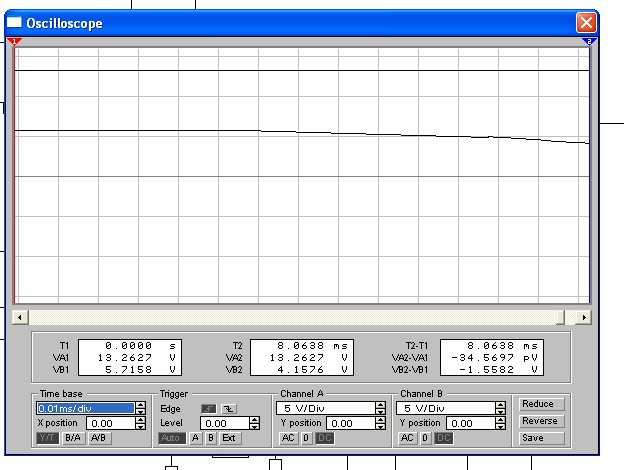 Oscilloscope
1 2
T1 0.0000 s T2 8.0638 ms T2-T1 8.0638 ms
VA1 13.2627 V VA2 13.2627 V VA2-VA1 -34.5697 pV
VB1 5.7158 V VB2 4.1576 V VB2-VB1 -1.5582 V
Time base Trigger Channel A Channel B Reduce
0.01ms/div Edge 5 V/Div 5 V/Div
X position 0.00 Level 0.00 Y position 0.00 Y position 0.00 Reverse
Y/T B/A A/B Auto A B Ext AC 0 DC AC 0 DC Save